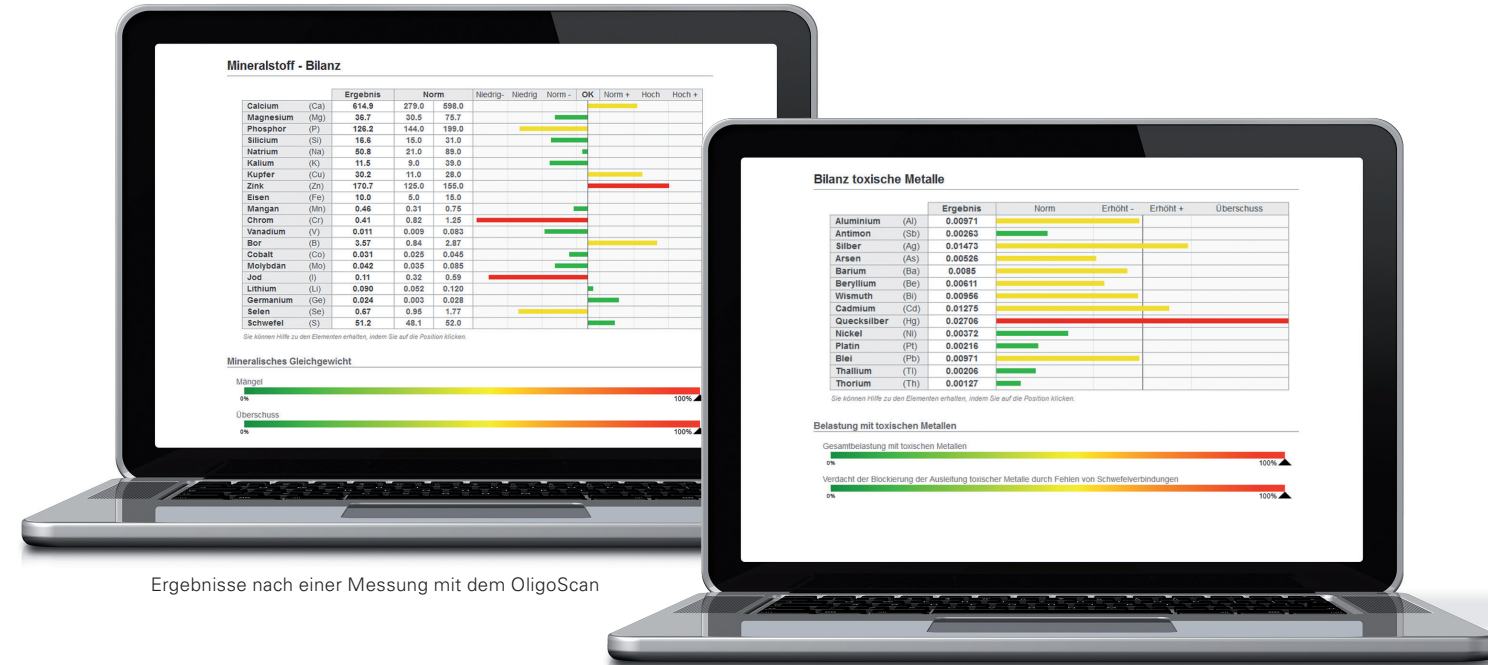 Mineralstoff - Bilanz
Ergebnis Norm Niedrig- Niedrig Norm - OK Norm + Hoch Hoch +
Calcium (Ca) 614.9 279.0 598.0
Magnesium (Mg) 36.7 30.5 75.7
Phosphor (P) 126.2 144.0 199.0
Silicium (Si) 16.6 15.0 31.0
Natrium (Na) 50.8 21.0 89.0
Kalium (K) 11.5 9.0 39.0
Kupfer (Cu) 30.2 11.0 28.0
Zink (Zn) 170.7 125.0 155.0
Eisen (Fe) 10.0 5.0 15.0
Mangan (Mn) 0.46 0.31 0.75
Chrom (Cr) 0.41 0.82 1.25
Vanadium (V) 0.011 0.009 0.083
Bor (B) 3.57 0.84 2.87
Cobalt (Co) 0.031 0.025 0.045
Molybdän (Mo) 0.042 0.035 0.085
Jod (I) 0.11 0.32 0.59
Lithium (Li) 0.090 0.052 0.120
Germanium (Ge) 0.024 0.003 0.028
Selen (Se) 0.67 0.95 1.77
Schwefel (S) 51.2 48.1 52.0
Sie können Hilfe zu den Elementen erhalten, indem Sie auf die Position klicken.
Mineralisches Gleichgewicht
Mängel
0% 100%
Überschuss
0% 100%
Ergebnisse nach einer Messung mit dem OligoScan
Bilanz toxische Metalle
Ergebnis Norm Erhöht - Erhöht + Überschuss
Aluminium (Al) 0.00971
Antimon (Sb) 0.00263
Silber (Ag) 0.01473
Arsen (As) 0.00526
Barium (Ba) 0.0085
Beryllium (Be) 0.00611
Wismuth (Bi) 0.00956
Cadmium (Cd) 0.01275
Quecksilber (Hg) 0.02706
Nickel (Ni) 0.00372
Platin (Pt) 0.00216
Blei (Pb) 0.00971
Thallium (Tl) 0.00206
Thorium (Th) 0.00127
Sie können Hilfe zu den Elementen erhalten, indem Sie auf die Position klicken.
Belastung mit toxischen Metallen
Gesamtbelastung mit toxischen Metallen
0% 100%
Verdacht der Blockierung der Ausleitung toxischer Metalle durch Fehlen von Schwefelverbindungen
0% 100%